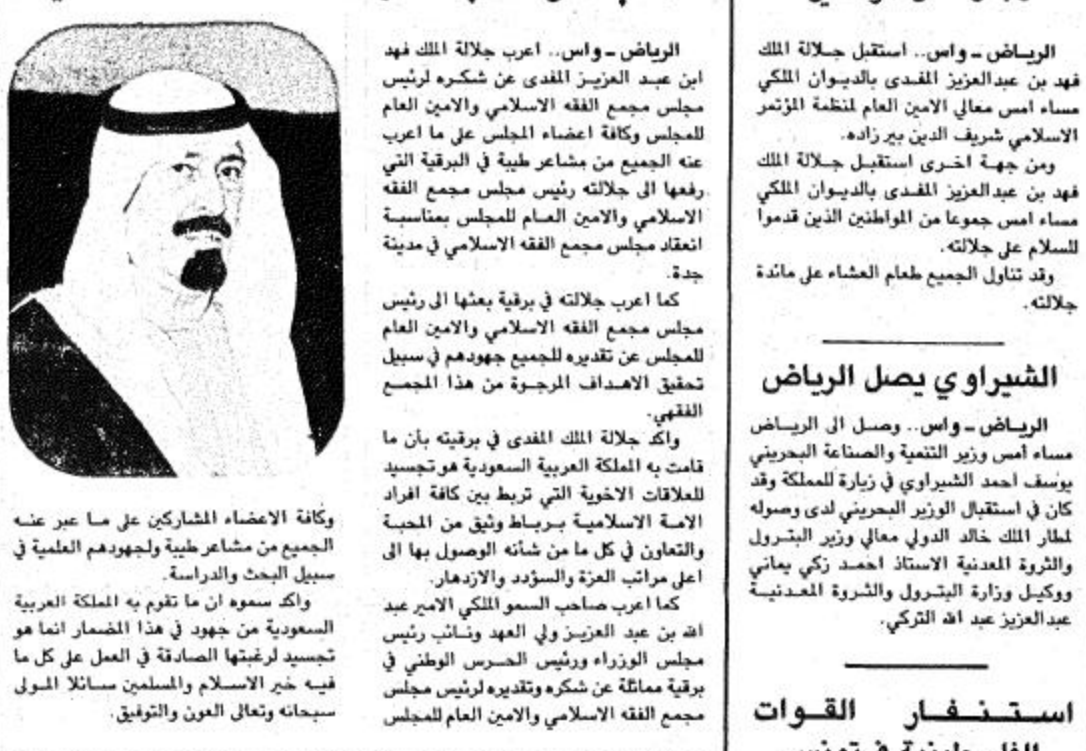 الرياض ـ واس.. استقبل جلالة الملك
فهد بن عبدالعزيز المفدى بالديوان الملكي
مساء امس معالي الامين العام لمنظمة المؤتمر
الاسلامي شريف الدين بير زاده.
ومن جهة اخرى استقبل جلالة الملك
فهد بن عبدالعزيز المفدى بالديوان الملكي
مساء امس جموعا من المواطنين الذين قدموا
للسلام على جلالته.
وقد تناول الجميع طعام العشاء على مائدة
جلالته.
الشيراوي يصل الرياض
الرياض ـ واس.. وصل الى الرياض
مساء امس وزير التنمية والصناعة البحريني
يوسف احمد الشيراوي في زيارة للمملكة وقد
كان في استقبال الوزير البحريني لدى وصوله
لمطار الملك خالد الدولي معالي وزير البترول
والثروة المعدنية الاستاذ احمد زكي يماني
ووكيل وزارة البترول والثروة المعدنية
عبدالعزيز عبد الله التركي.
استنفار القوات
الرياض ـ واس.. اعرب جلالة الملك فهد
ابن عبد العزيز المفدى عن شكره لرئيس
مجلس مجمع الفقه الاسلامي والامين العام
للمجلس وكافة اعضاء المجلس على ما اعرب
عنه الجميع من مشاعر طيبة في البرقية التي
رفعها الى جلالته رئيس مجلس مجمع الفقه
الاسلامي والامين العام للمجلس بمناسبة
انعقاد مجلس مجمع الفقه الاسلامي في مدينة
جدة.
كما اعرب جلالته في برقية بعثها الى رئيس
مجلس مجمع الفقه الاسلامي والامين العام
للمجلس عن تقديره للجميع جهودهم في سبيل
تحقيق الاهداف المرجوة من هذا المجمع
الفقهي.
واكد جلالة الملك المفدى في برقيته بأن ما
قامت به المملكة العربية السعودية هو تجسيد
للعلاقات الاخوية التي تربط بين كافة افراد
الامة الاسلامية برباط وثيق من المحبة
والتعاون في كل ما من شأنه الوصول بها الى
اعلى مراتب العزة والسؤدد والازدهار.
كما اعرب صاحب السمو الملكي الامير عبد
الله بن عبد العزيز ولي العهد ونائب رئيس
مجلس الوزراء ورئيس الحرس الوطني في
برقية مماثلة عن شكره وتقديره لرئيس مجلس
مجمع الفقه الاسلامي والامين العام للمجلس
وكافة الاعضاء المشاركين على ما عبر عنه
الجميع من مشاعر طيبة ولجهودهم العلمية في
سبيل البحث والدراسة.
واكد سموه ان ما تقوم به المملكة العربية
السعودية من جهود في هذا المضمار انما هو
تجسيد لرغبتها الصادقة في العمل على كل ما
فيه خير الاسلام والمسلمين سائلا المولى
سبحانه وتعالى العون والتوفيق.